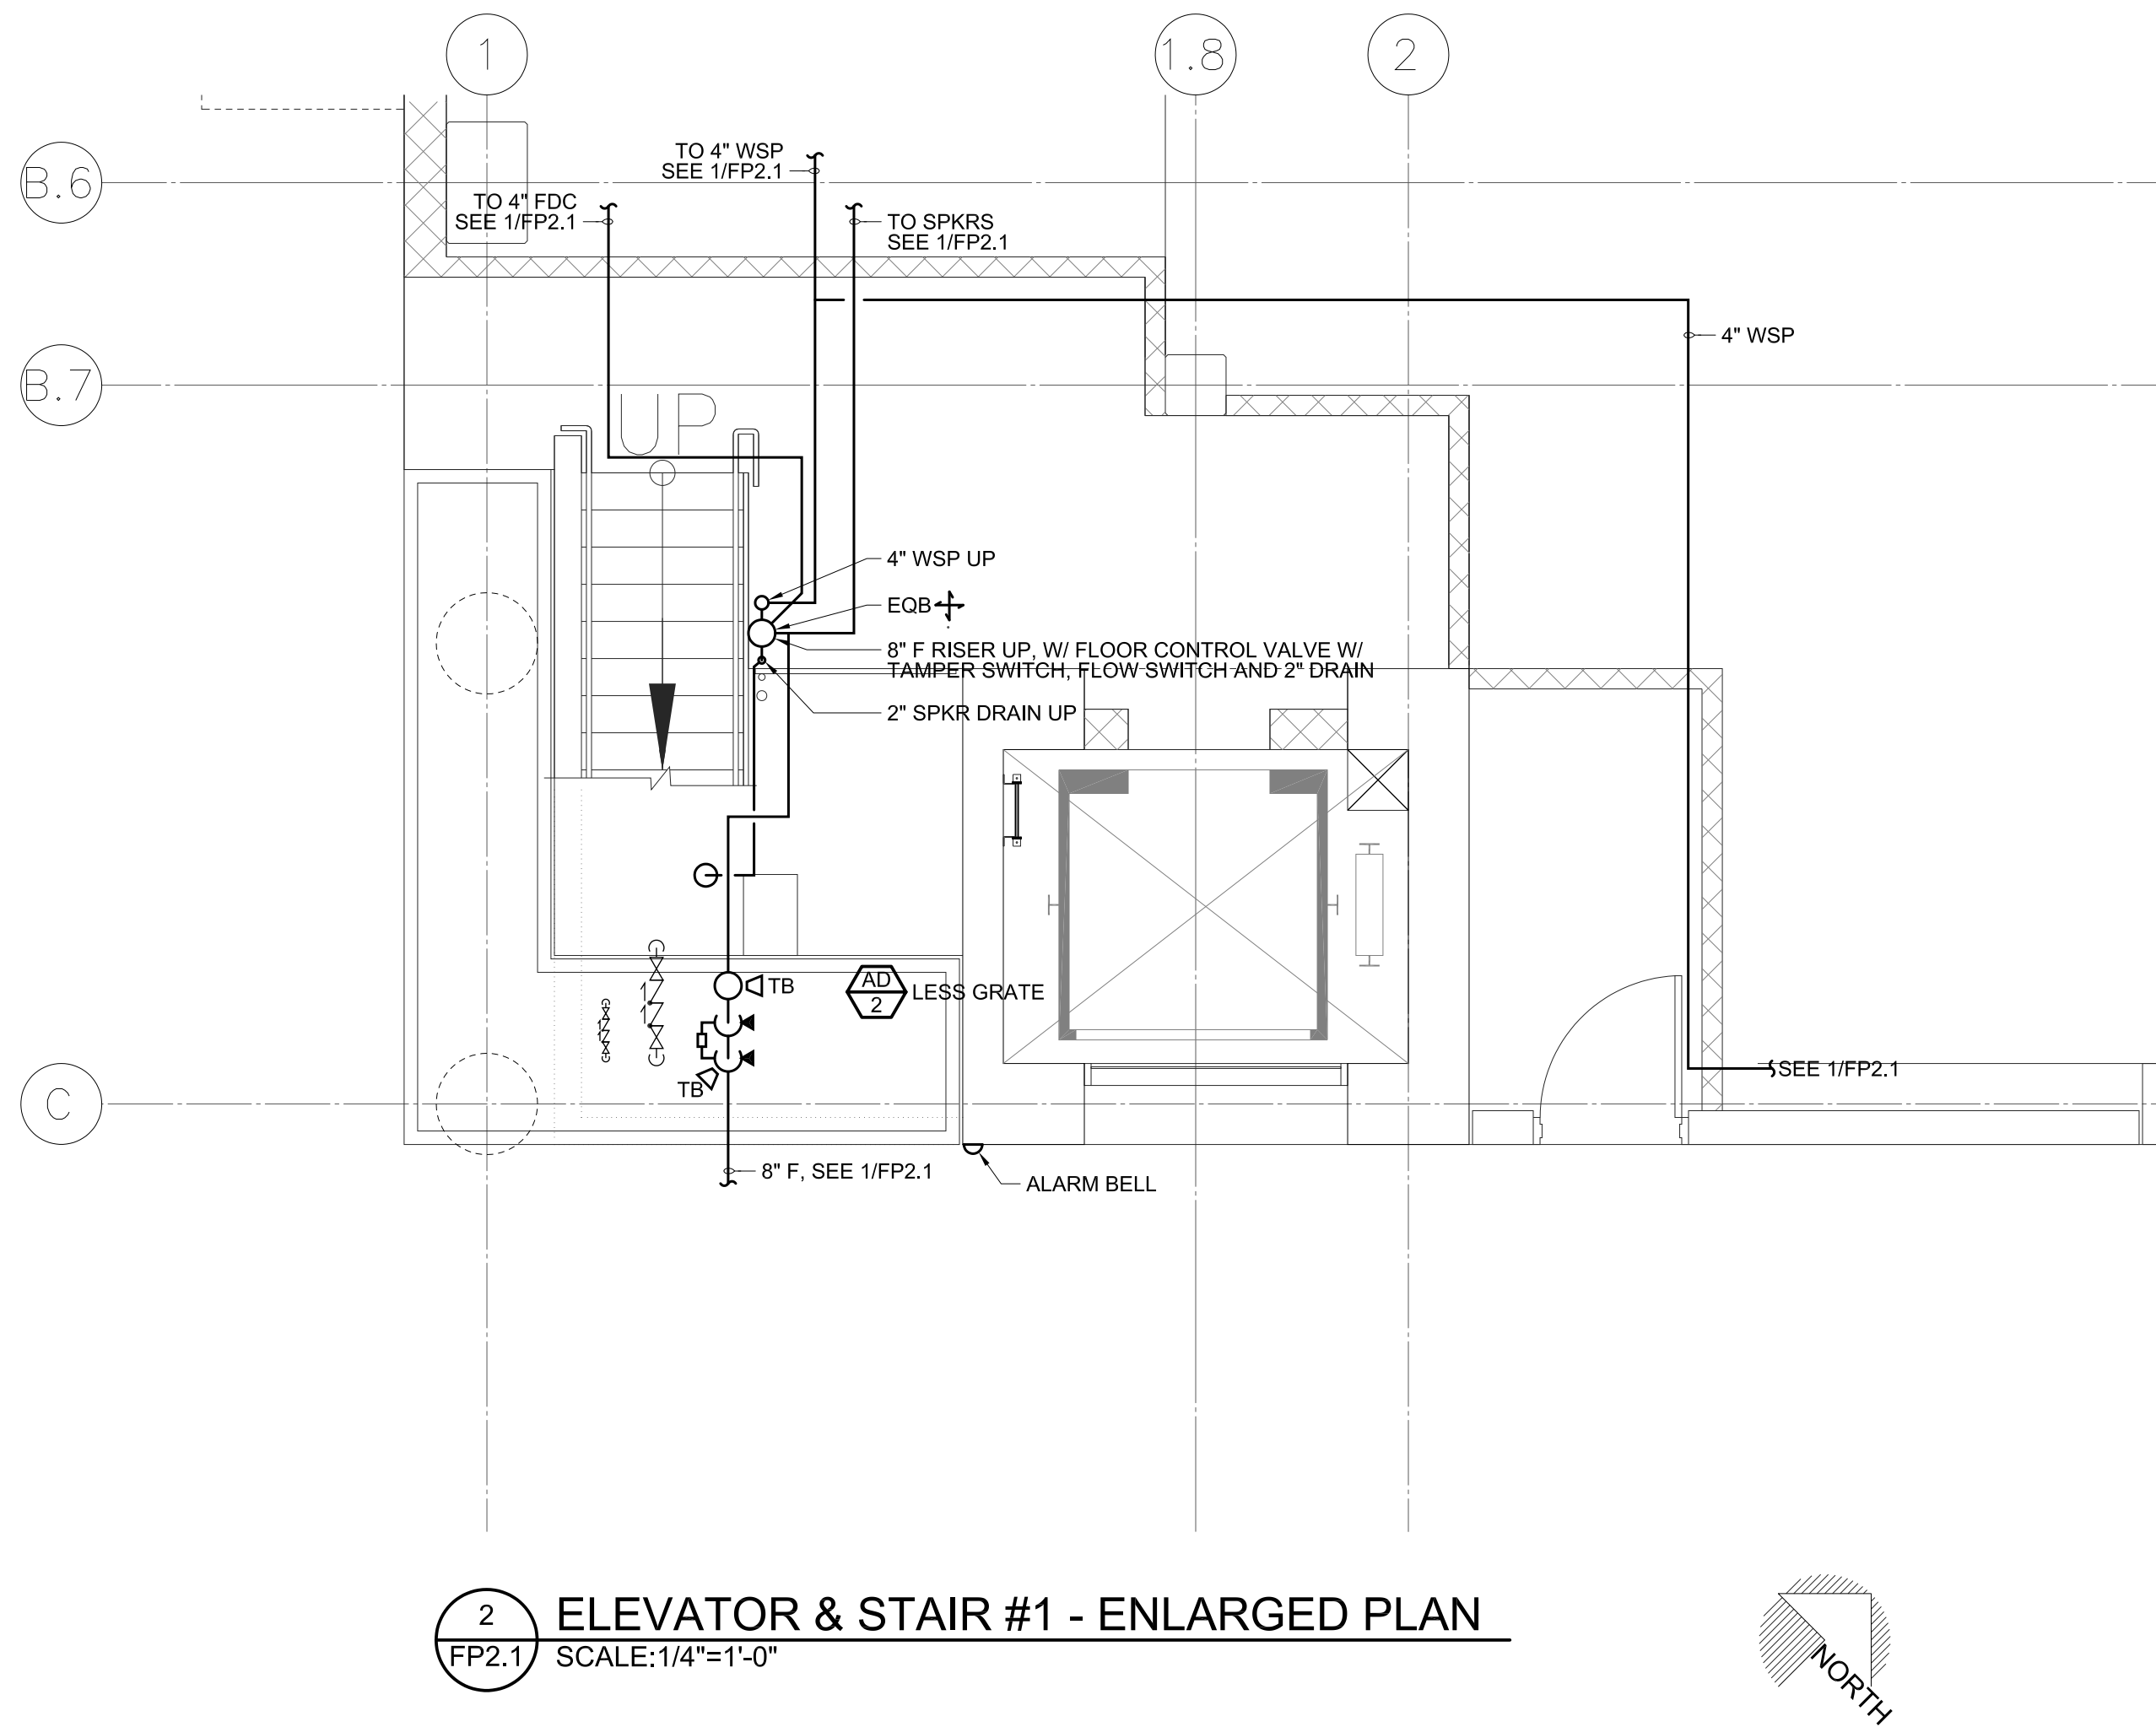 1
1.8
2
B.6
TO 4" WSP
SEE 1/FP2.1
TO 4" FDC
SEE 1/FP2.1
TO SPKRS
SEE 1/FP2.1
4" WSP
B.7
UP
4" WSP UP
EQB
8" F RISER UP, W/ FLOOR CONTROL VALVE W/
TAMPER SWITCH, FLOW SWITCH AND 2" DRAIN
2" SPKR DRAIN UP
TB
AD
2
LESS GRATE
TB
SEE 1/FP2.1
C
8" F, SEE 1/FP2.1
ALARM BELL
2
FP2.1
ELEVATOR & STAIR #1 - ENLARGED PLAN
SCALE:1/4"=1'-0"
NORTH